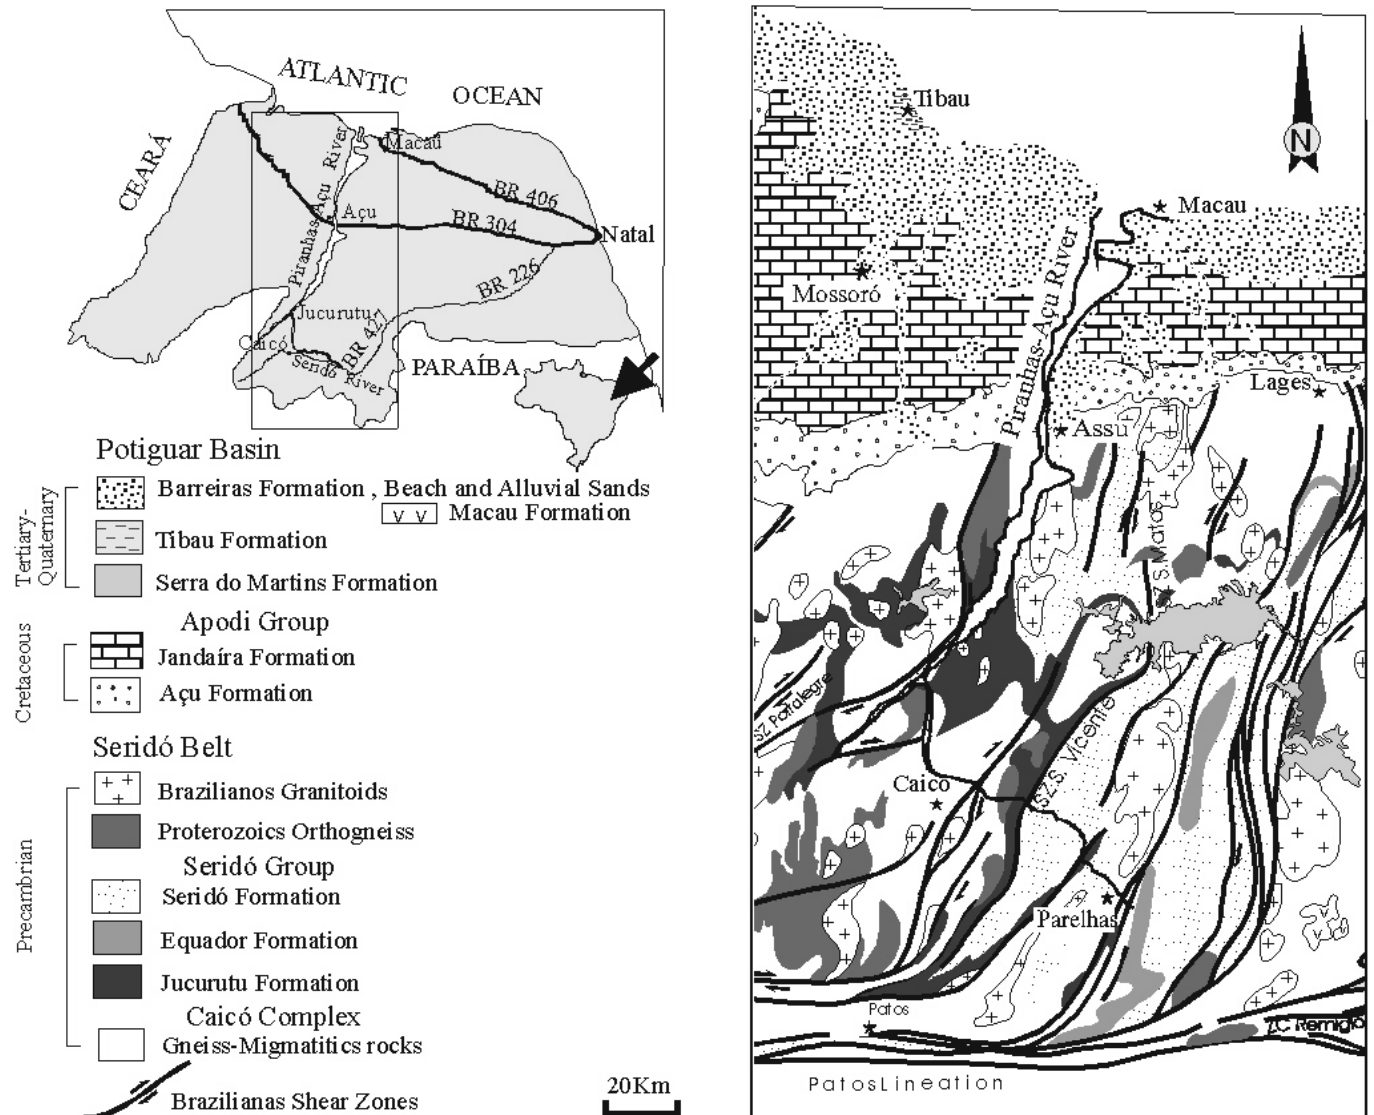 ATLANTIC
OCEAN
CEARÁ
Piranhas-Açu River
Macau
BR 406
Açu
BR 304
Natal
BR 226
Jucurutu
BR 427
Caicó
Seridó River
PARAÍBA
Potiguar Basin
Tertiary-
Quaternary
Barreiras Formation , Beach and Alluvial Sands
v v Macau Formation
Tibau Formation
Serra do Martins Formation
Cretaceous
Apodi Group
Jandaíra Formation
Açu Formation
Precambrian
Seridó Belt
Brazilianos Granitoids
Proterozoics Orthogneiss
Seridó Group
Seridó Formation
Equador Formation
Jucurutu Formation
Caicó Complex
Gneiss-Migmatitics rocks
Brazilianas Shear Zones
20Km
N
Tibau
Macau
Mossoró
Piranhas-Açu River
Lages
Assu
S. Matos
SZ Portalegre
SZ.S. Vicente
Caicó
Parelhas
Patos
ZC Remigio
PatosLineation